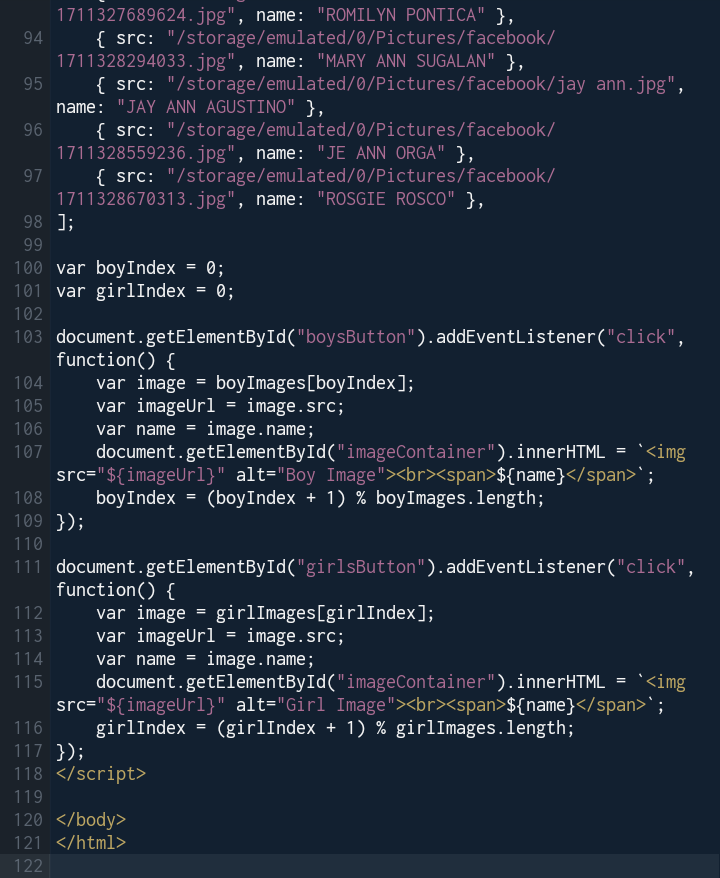 1711327689624.jpg", name: "ROMILYN PONTICA" },
94 { src: "/storage/emulated/0/Pictures/facebook/
1711328294033.jpg", name: "MARY ANN SUGALAN" },
95 { src: "/storage/emulated/0/Pictures/facebook/jay ann.jpg",
name: "JAY ANN AGUSTINO" },
96 { src: "/storage/emulated/0/Pictures/facebook/
1711328559236.jpg", name: "JE ANN ORGA" },
97 { src: "/storage/emulated/0/Pictures/facebook/
1711328670313.jpg", name: "ROSGIE ROSCO" },
98 ];
99
100 var boyIndex = 0;
101 var girlIndex = 0;
102
103 document.getElementById("boysButton").addEventListener("click",
function() {
104 var image = boyImages[boyIndex];
105 var imageUrl = image.src;
106 var name = image.name;
107 document.getElementById("imageContainer").innerHTML = `<img
src="${imageUrl}" alt="Boy Image"><br><span>${name}</span>`;
108 boyIndex = (boyIndex + 1) % boyImages.length;
109 });
110
111 document.getElementById("girlsButton").addEventListener("click",
function() {
112 var image = girlImages[girlIndex];
113 var imageUrl = image.src;
114 var name = image.name;
115 document.getElementById("imageContainer").innerHTML = `<img
src="${imageUrl}" alt="Girl Image"><br><span>${name}</span>`;
116 girlIndex = (girlIndex + 1) % girlImages.length;
117 });
118 </script>
119
120 </body>
121 </html>
122